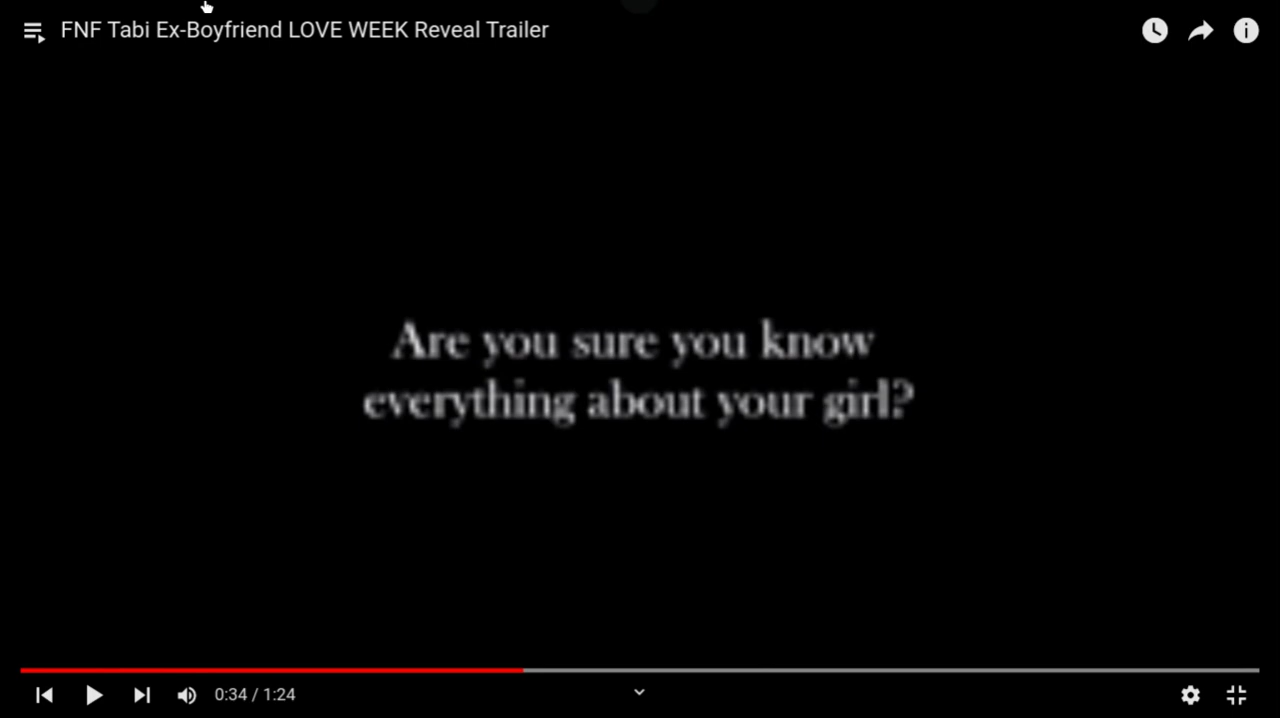 FNF Tabi Ex-Boyfriend LOVE WEEK Reveal Trailer
Are you sure you know
everything about your girl?
0:34 / 1:24